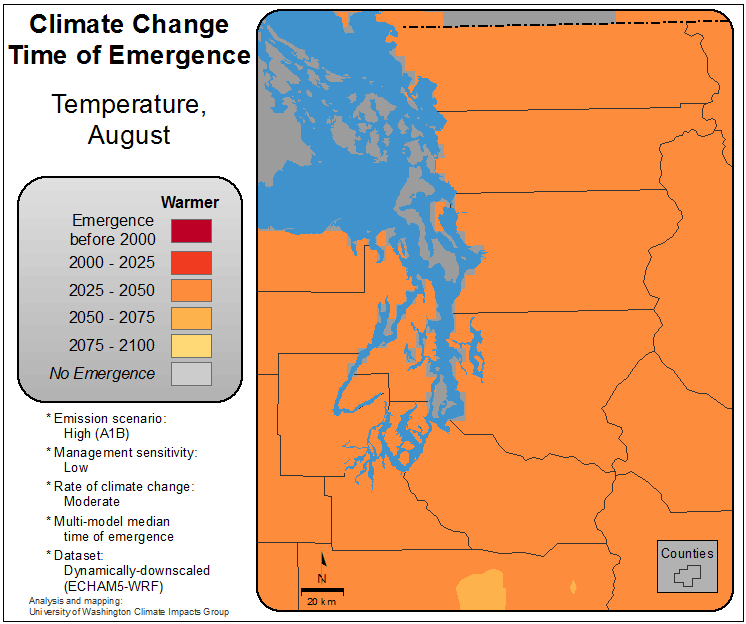 Climate Change
Time of Emergence
Temperature,
August
Warmer
Emergence
before 2000
2000 - 2025
2025 - 2050
2050 - 2075
2075 - 2100
No Emergence
* Emission scenario:
High (A1B)
* Management sensitivity:
Low
* Rate of climate change:
Moderate
* Multi-model median
time of emergence
* Dataset:
Dynamically-downscaled
(ECHAM5-WRF)
Analysis and mapping:
University of Washington Climate Impacts Group
N
20 km
Counties